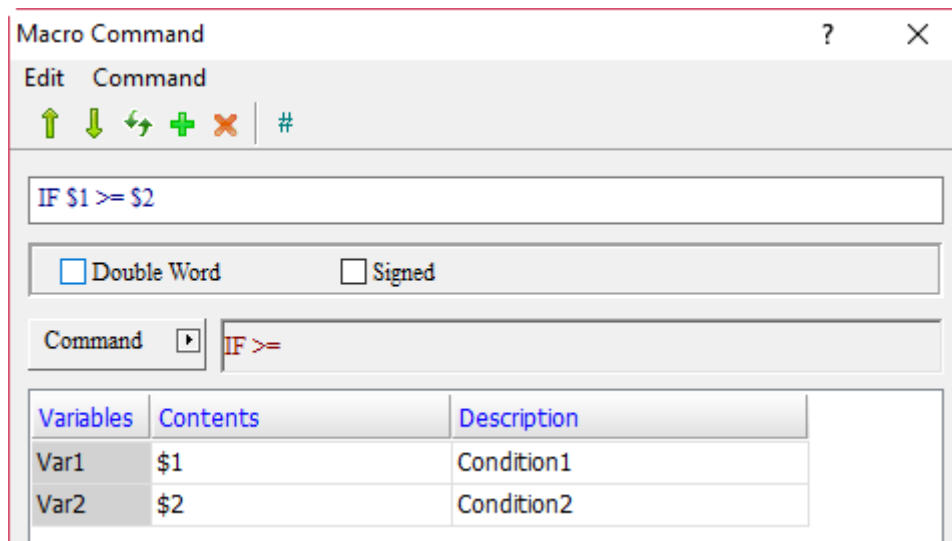 Macro Command ?
Edit Command
#
IF $1 >= $2
Double Word Signed
Command IF >=
Variables Contents Description
Var1 $1 Condition1
Var2 $2 Condition2